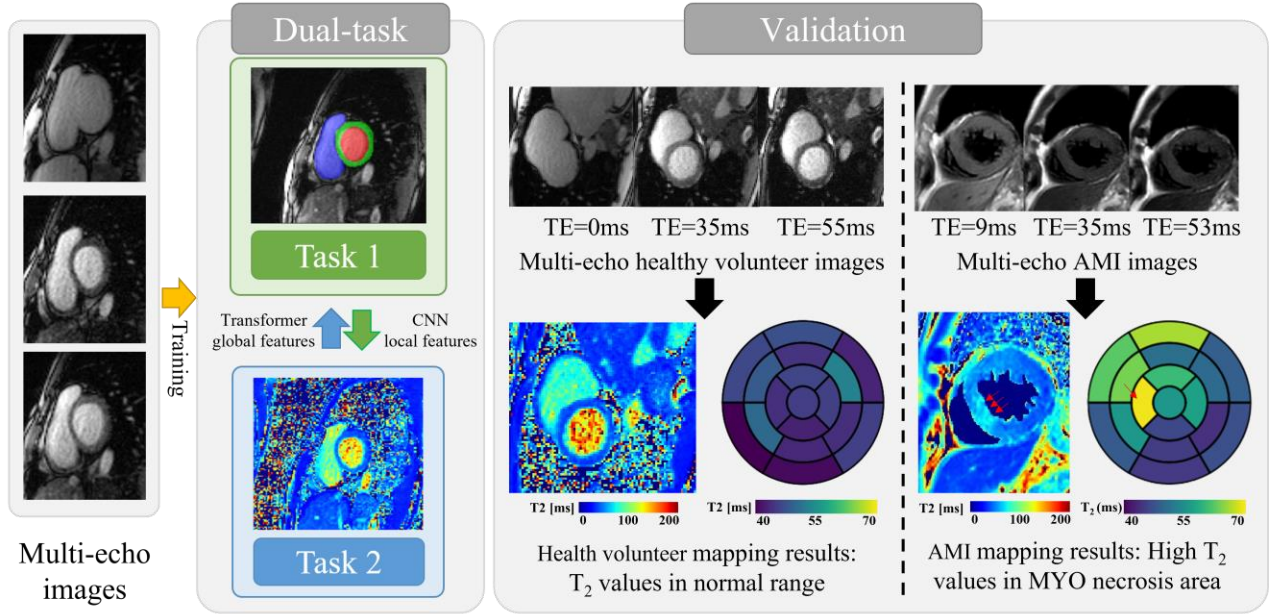 Multi-echo
images
Training
Dual-task
Task 1
Transformer
global features
CNN
local features
Task 2
Validation
TE=0ms TE=35ms TE=55ms
Multi-echo healthy volunteer images
T2 [ms] 0 100 200
T2 [ms] 40 55 70
Health volunteer mapping results:
T₂ values in normal range
TE=9ms TE=35ms TE=53ms
Multi-echo AMI images
T2 [ms] 0 100 200
T₂ (ms) 40 55 70
AMI mapping results: High T₂
values in MYO necrosis area